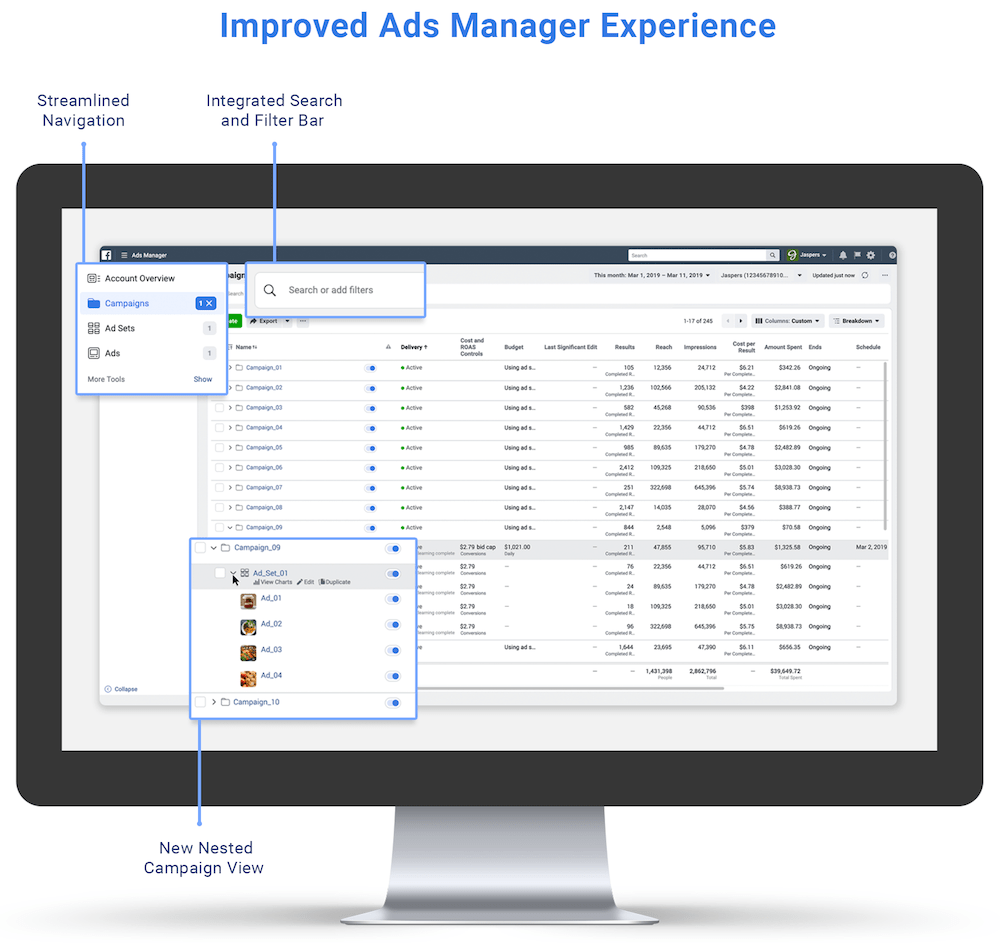 Improved Ads Manager Experience
Streamlined
Navigation
Integrated Search
and Filter Bar
Ads Manager
Search
Jaspers
Account Overview
Campaigns 1 X
Ad Sets 1
Ads 1
More Tools Show
Search or add filters
This month: Mar 1, 2019 – Mar 11, 2019
Jaspers (12345678910...
Updated just now
Export
1-17 of 245
Columns: Custom
Breakdown
Name Delivery Cost and ROAS Controls Budget Last Significant Edit Results Reach Impressions Cost per Result Amount Spent Ends Schedule
Campaign_01 Active Using ad s... — 105 12,356 24,712 $6.21 $342.26 Ongoing —
Completed R... Per Complete...
Campaign_02 Active Using ad s... — 1,236 102,566 205,132 $4.22 $2,841.08 Ongoing —
Completed R... Per Complete...
Campaign_03 Active Using ad s... — 582 45,268 90,536 $398 $1,253.92 Ongoing —
Completed R... Per Complete...
Campaign_04 Active Using ad s... — 1,429 22,356 44,712 $6.51 $619.26 Ongoing —
Completed R... Per Complete...
Campaign_05 Active Using ad s... — 985 89,635 179,270 $4.78 $2,482.89 Ongoing —
Completed R... Per Complete...
Campaign_06 Active Using ad s... — 2,412 109,325 218,650 $5.01 $3,028.30 Ongoing —
Completed R... Per Complete...
Campaign_07 Active Using ad s... — 251 322,698 645,396 $5.74 $8,938.73 Ongoing —
Completed R... Per Complete...
Campaign_08 Active Using ad s... — 2,147 14,035 28,070 $4.56 $388.77 Ongoing —
Completed R... Per Complete...
Campaign_09 Active Using ad s... — 844 2,548 5,096 $379 $70.58 Ongoing —
Completed R... Per Complete...
$2.79 bid cap $1,021.00 — 211 47,855 95,710 $5.83 $1,325.58 Ongoing Mar 2, 2019
learning complete Conversions Daily Completed R... Per Complete...
$2.79 — — 76 22,356 44,712 $6.51 $619.26 Ongoing —
learning complete Conversions Completed R... Per Complete...
$2.79 — — 24 89,635 179,270 $4.78 $2,482.89 Ongoing —
learning complete Conversions Completed R... Per Complete...
$2.79 — — 18 109,325 218,650 $5.01 $3,028.30 Ongoing —
learning complete Conversions Completed R... Per Complete...
$2.79 — — 96 322,698 645,396 $5.75 $8,938.73 Ongoing —
learning complete Conversions Completed R... Per Complete...
Using ad s... — 1,644 23,695 47,390 $6.11 $656.35 Ongoing —
Completed R... Per Complete...
— — 1,431,398 2,862,796 — $39,649.72
People Total Total Spent
Campaign_09
Ad_Set_01
View Charts Edit Duplicate
Ad_01
Ad_02
Ad_03
Ad_04
Campaign_10
Collapse
New Nested
Campaign View